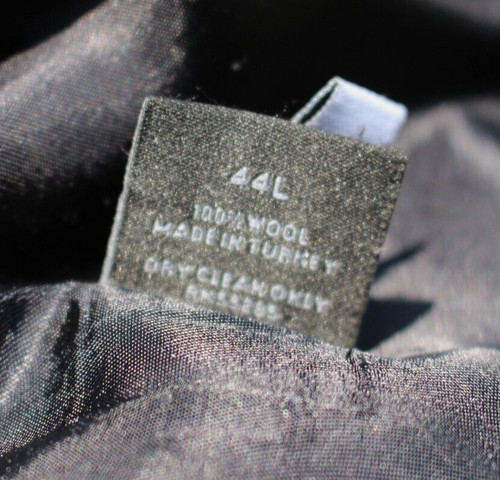 44L
100% WOOL
MADE IN TURKEY
DRY CLEAN ONLY